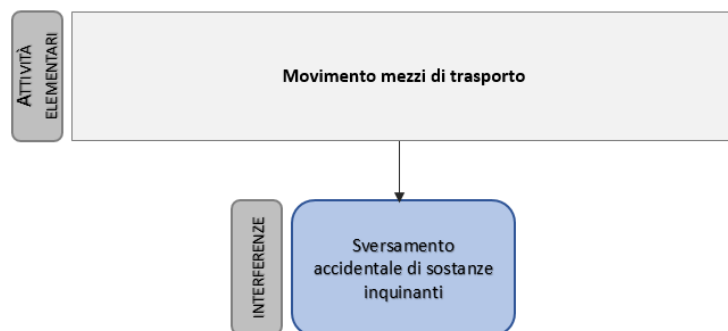 ATTIVITÀ
ELEMENTARI
Movimento mezzi di trasporto
INTERFERENZE
Sversamento
accidentale di sostanze
inquinanti